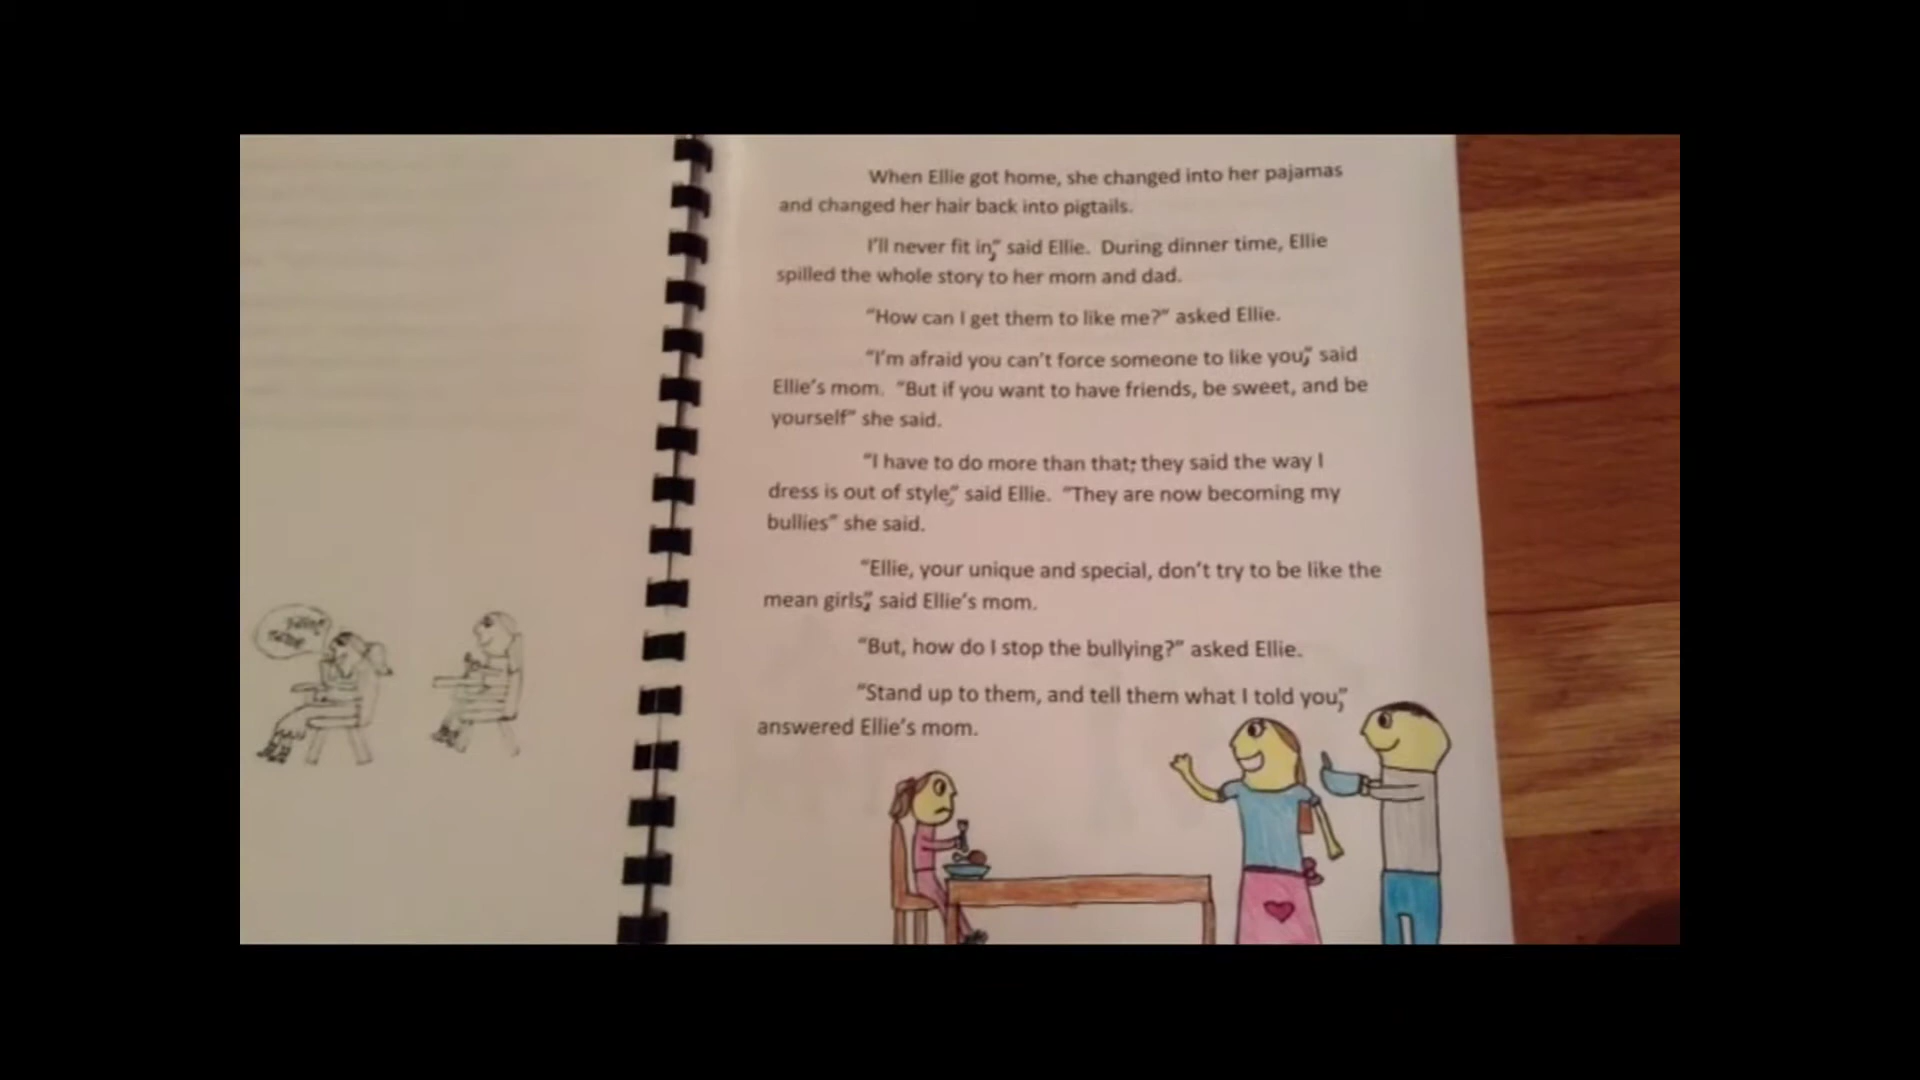 When Ellie got home, she changed into her pajamas
and changed her hair back into pigtails.
I'll never fit in," said Ellie. During dinner time, Ellie
spilled the whole story to her mom and dad.
"How can I get them to like me?" asked Ellie.
"I'm afraid you can't force someone to like you," said
Ellie's mom. "But if you want to have friends, be sweet, and be
yourself" she said.
"I have to do more than that; they said the way I
dress is out of style," said Ellie. "They are now becoming my
bullies" she said.
"Ellie, your unique and special, don't try to be like the
mean girls," said Ellie's mom.
"But, how do I stop the bullying?" asked Ellie.
"Stand up to them, and tell them what I told you,"
answered Ellie's mom.